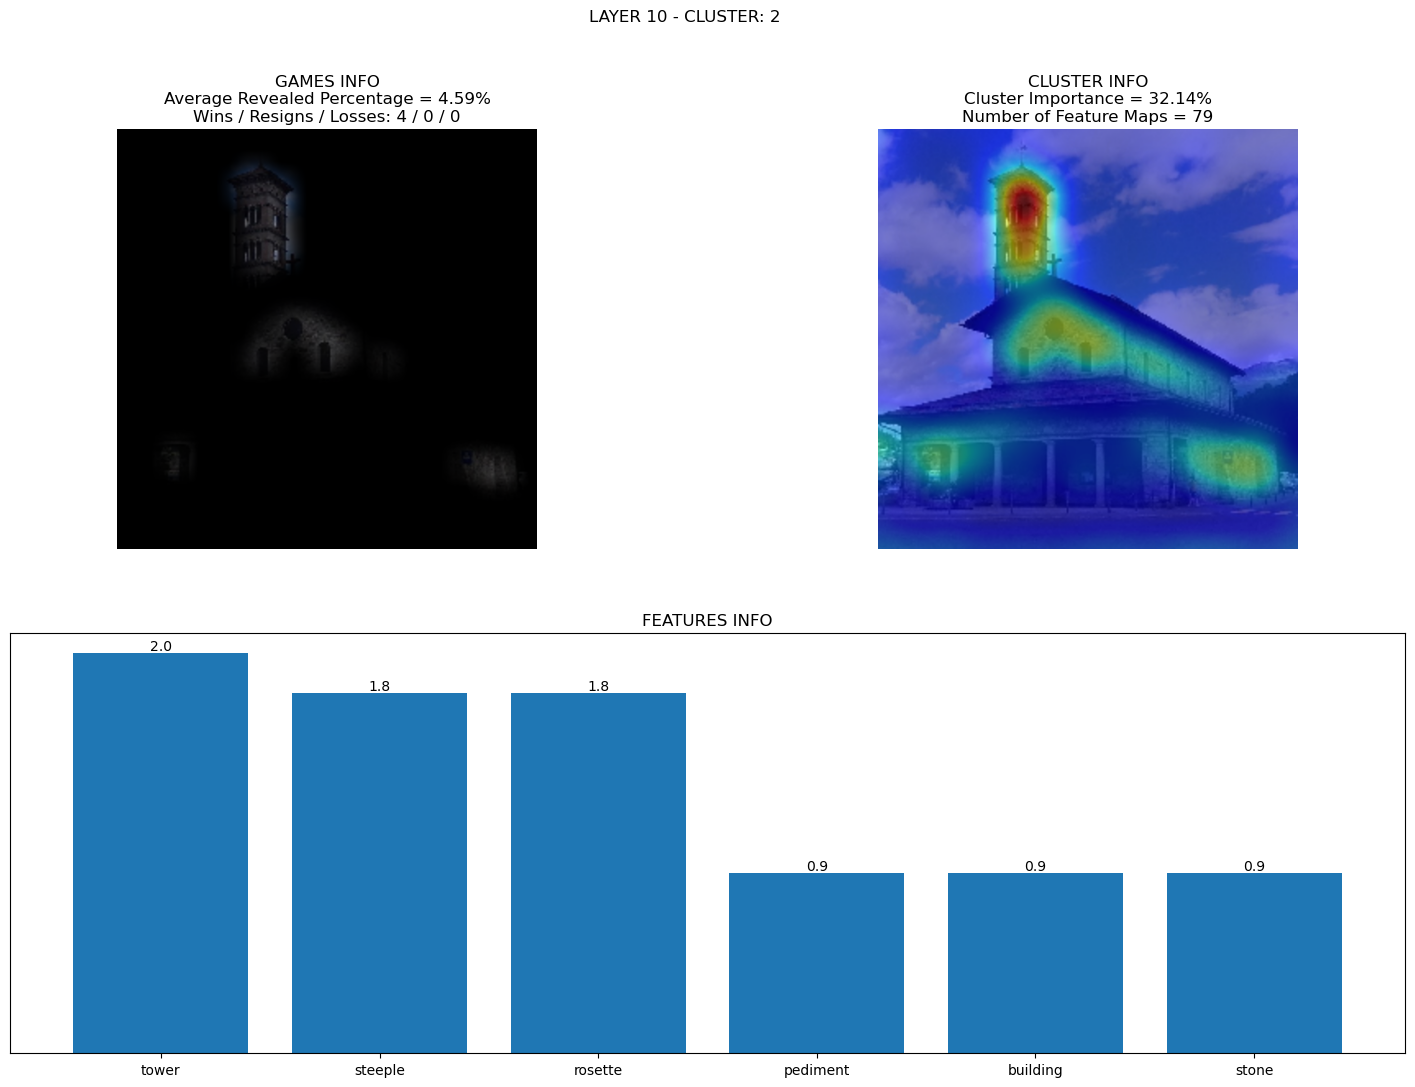 LAYER 10 - CLUSTER: 2
GAMES INFO
Average Revealed Percentage = 4.59%
Wins / Resigns / Losses: 4 / 0 / 0
CLUSTER INFO
Cluster Importance = 32.14%
Number of Feature Maps = 79
FEATURES INFO
2.0 1.8 1.8 0.9 0.9 0.9
tower steeple rosette pediment building stone